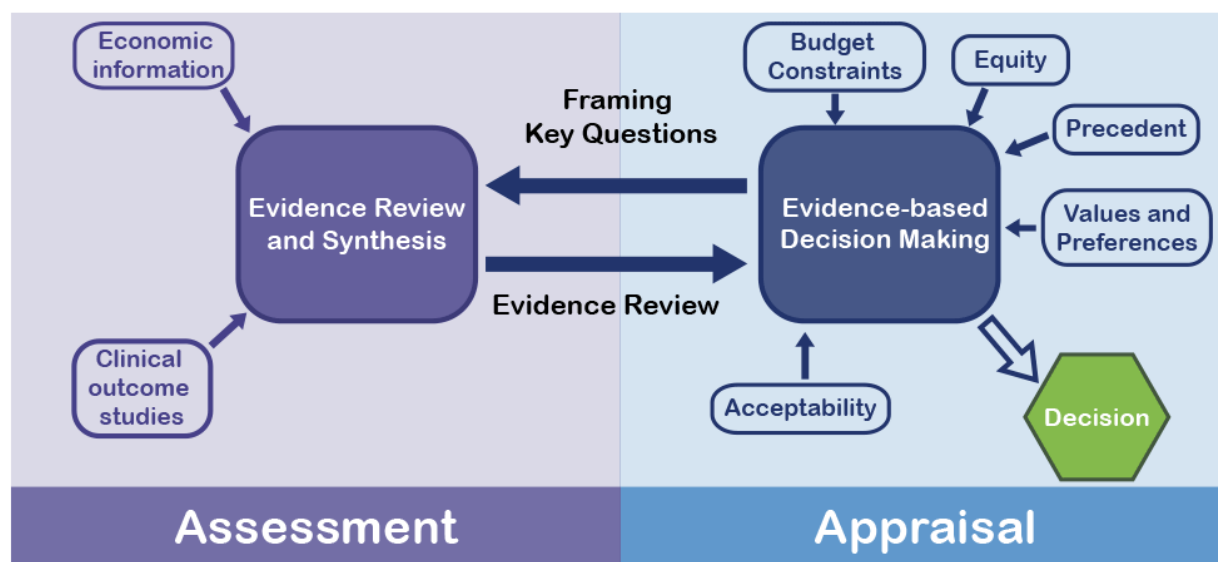 Economic
information
Evidence Review
and Synthesis
Clinical
outcome
studies
Framing
Key Questions
Evidence Review
Budget
Constraints
Equity
Precedent
Values and
Preferences
Evidence-based
Decision Making
Acceptability
Decision
Assessment
Appraisal